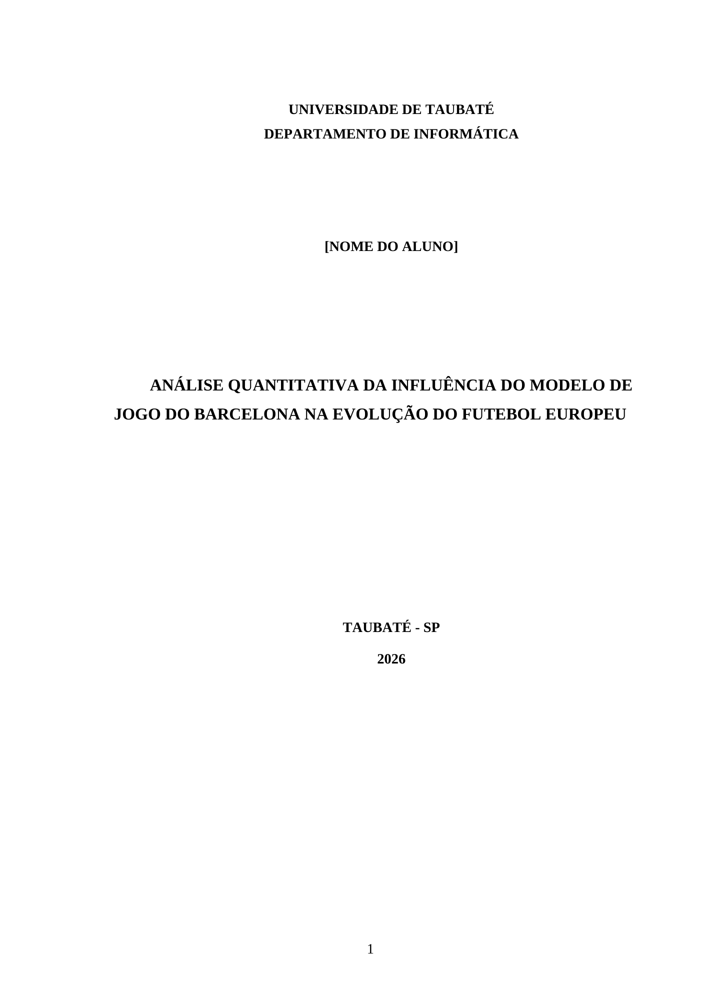 UNIVERSIDADE DE TAUBATÉ
DEPARTAMENTO DE INFORMÁTICA
[NOME DO ALUNO]
ANÁLISE QUANTITATIVA DA INFLUÊNCIA DO MODELO DE
JOGO DO BARCELONA NA EVOLUÇÃO DO FUTEBOL EUROPEU
TAUBATÉ - SP
2026
1